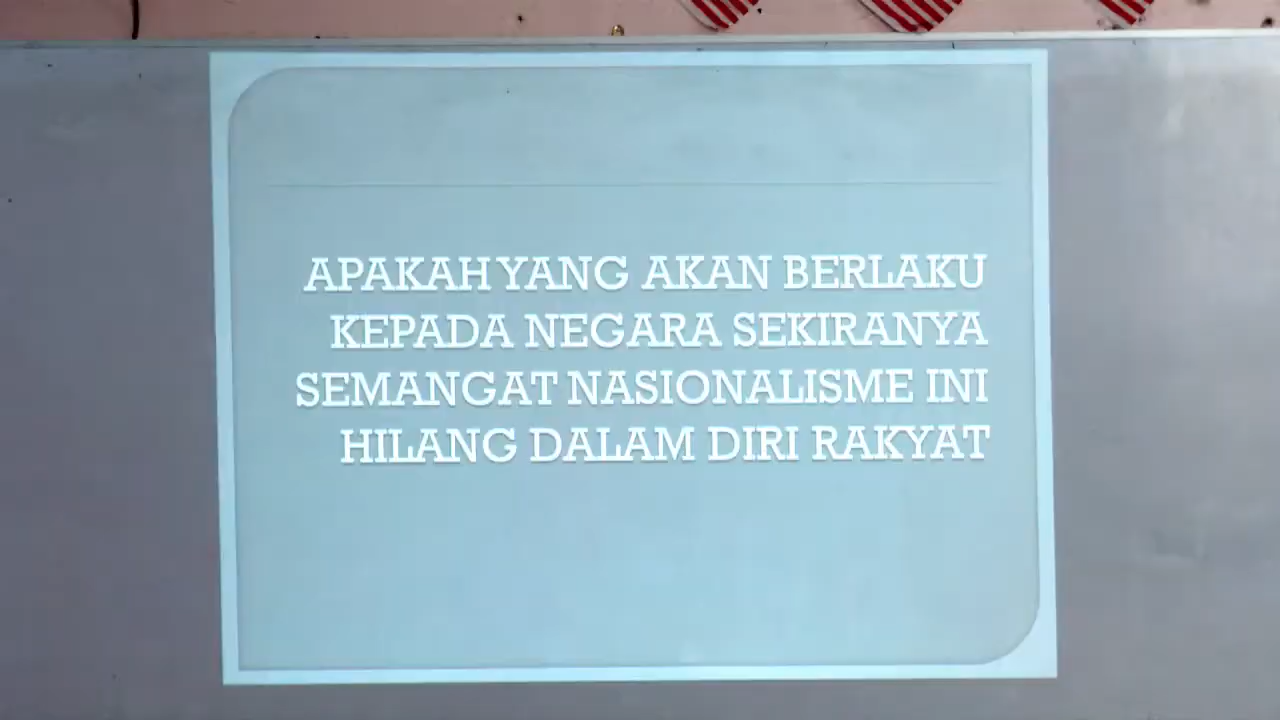 APAKAH YANG AKAN BERLAKU
KEPADA NEGARA SEKIRANYA
SEMANGAT NASIONALISME INI
HILANG DALAM DIRI RAKYAT